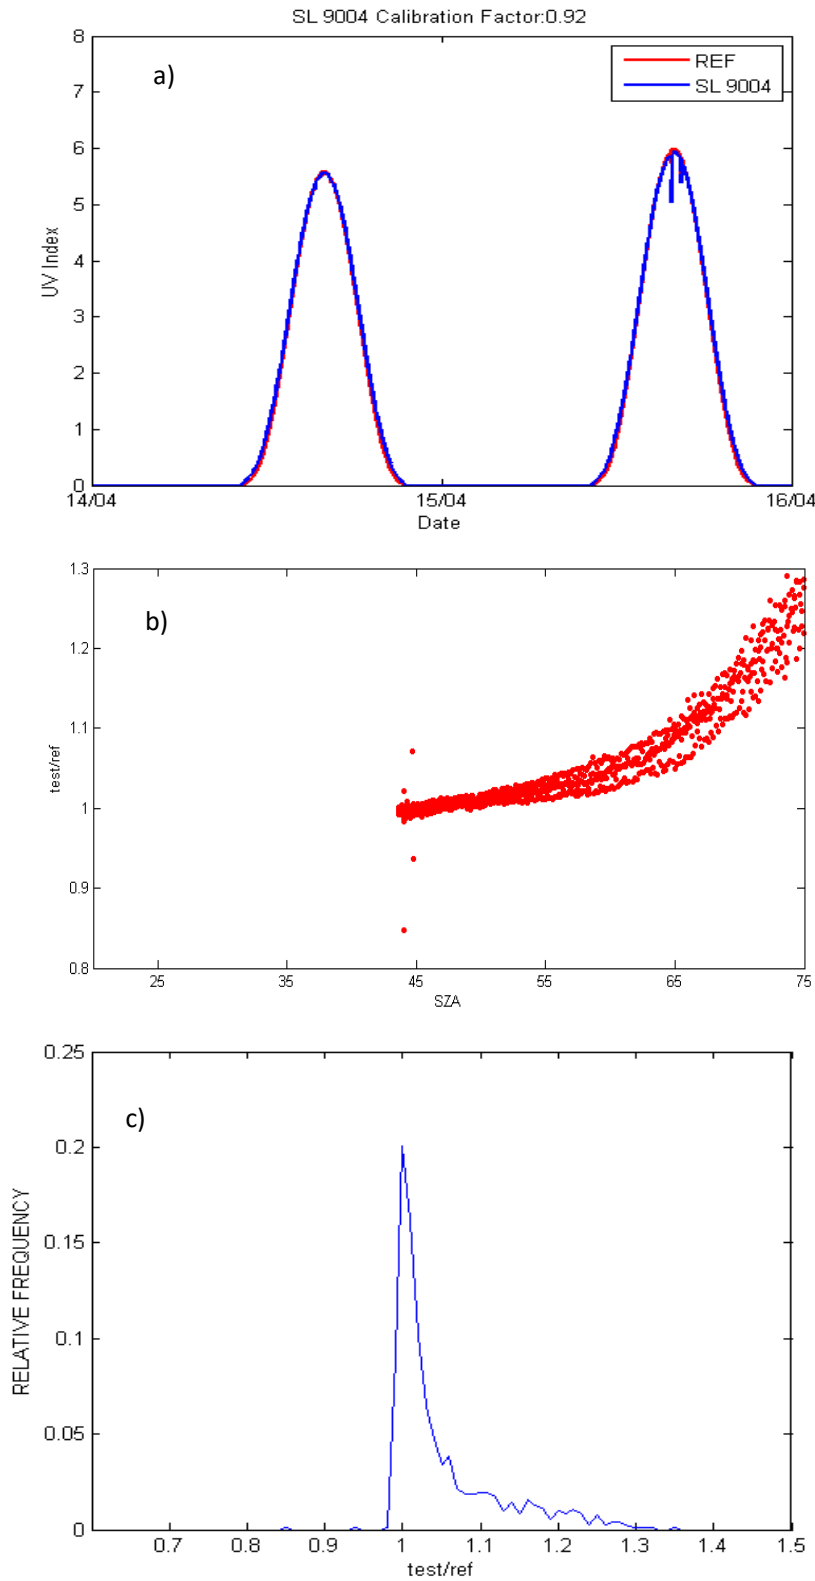 SL 9004 Calibration Factor:0.92
a)
REF
SL 9004
8
7
6
5
4
3
2
1
0
UV Index
14/04 15/04 16/04
Date
b)
1.3
1.2
1.1
1
0.9
0.8
test/ref
25 35 45 55 65 75
SZA
c)
0.25
0.2
0.15
0.1
0.05
0
RELATIVE FREQUENCY
0.7 0.8 0.9 1 1.1 1.2 1.3 1.4 1.5
test/ref